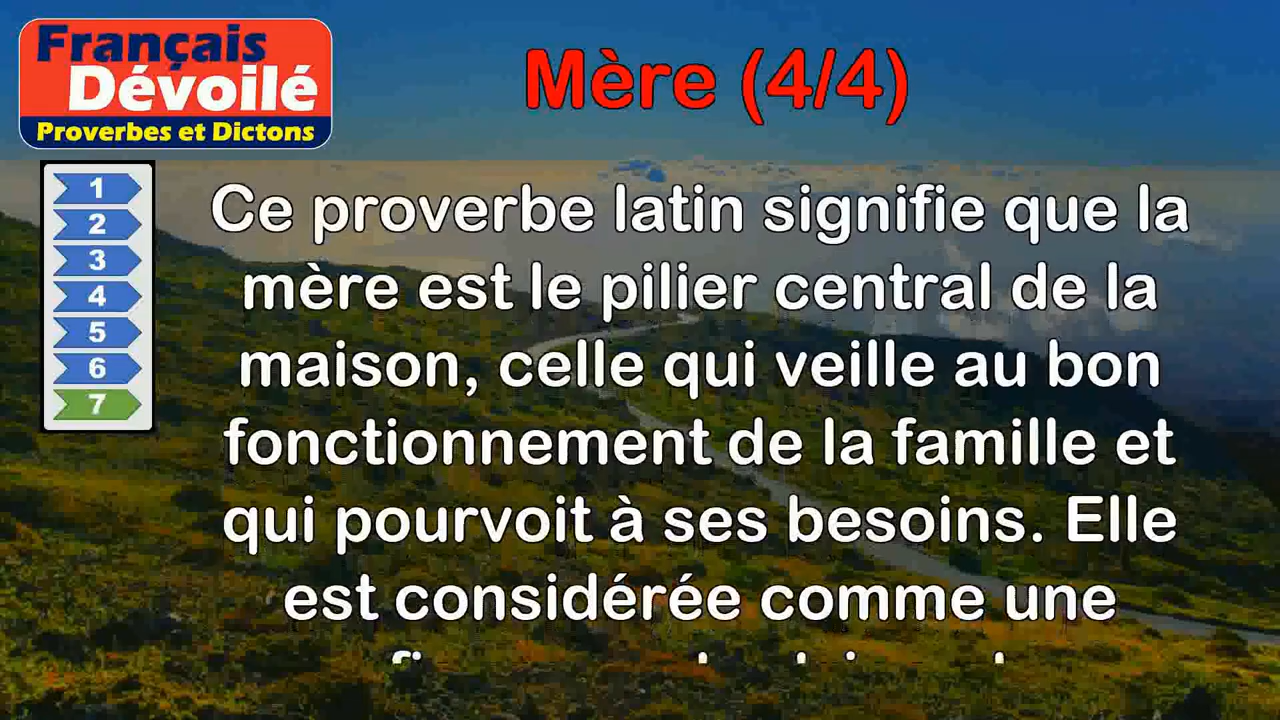 Français
Dévoilé
Proverbes et Dictons
Mère (4/4)
1
2
3
4
5
6
7
Ce proverbe latin signifie que la
mère est le pilier central de la
maison, celle qui veille au bon
fonctionnement de la famille et
qui pourvoit à ses besoins. Elle
est considérée comme une